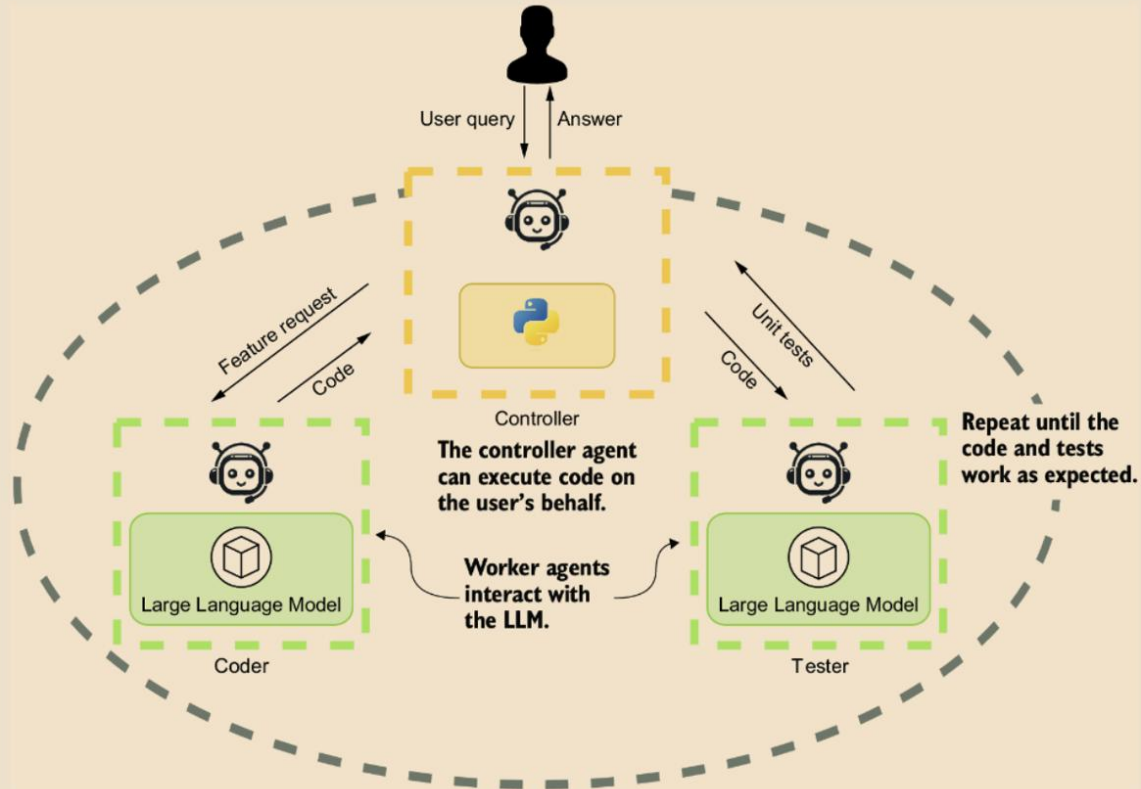 User query
Answer
Feature request
Code
Code
Unit tests
Controller
The controller agent
can execute code on
the user's behalf.
Repeat until the
code and tests
work as expected.
Worker agents
interact with
the LLM.
Large Language Model
Coder
Large Language Model
Tester